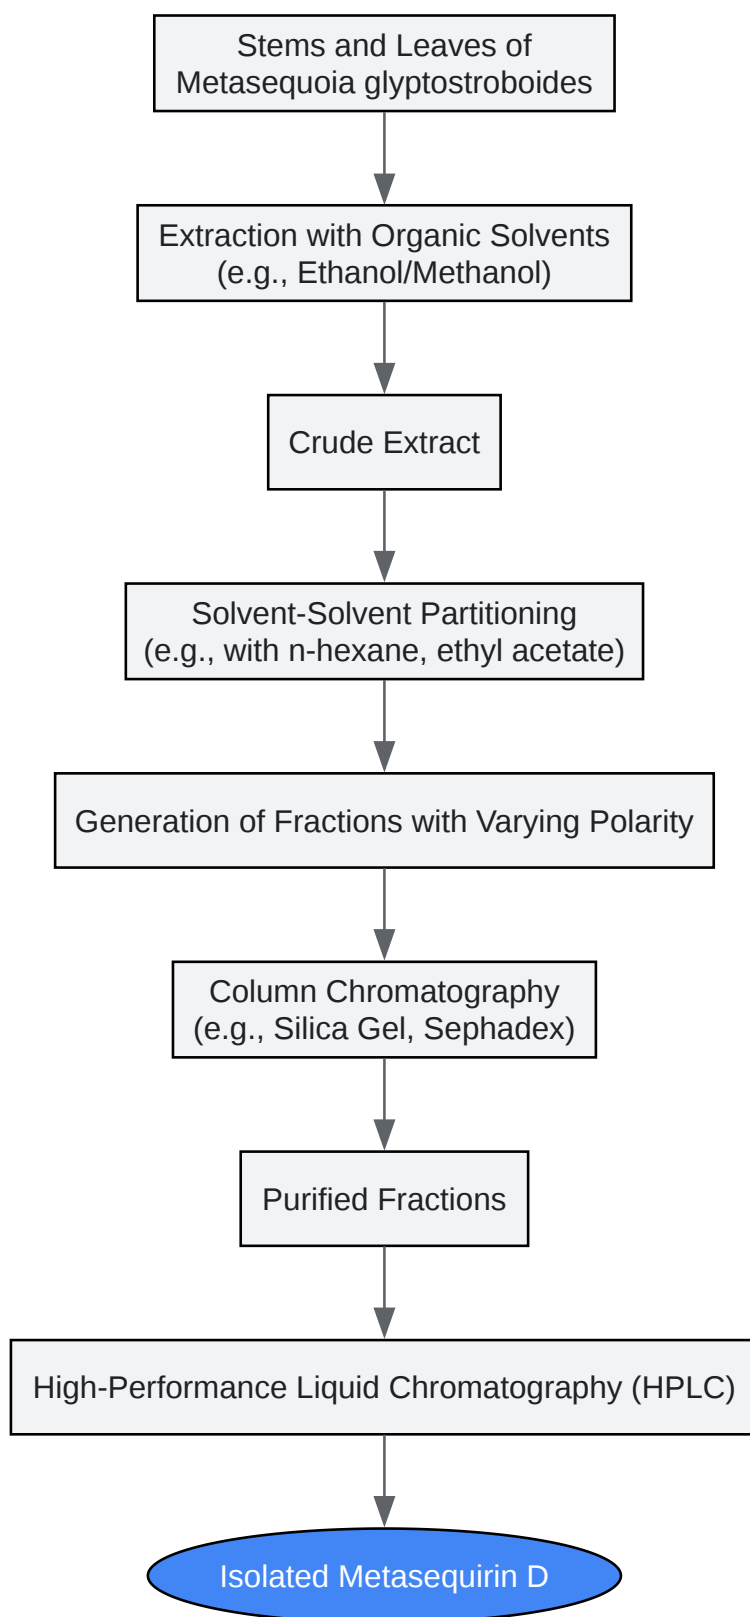 Stems and Leaves of
Metasequoia glyptostroboides
Extraction with Organic Solvents
(e.g., Ethanol/Methanol)
Crude Extract
Solvent-Solvent Partitioning
(e.g., with n-hexane, ethyl acetate)
Generation of Fractions with Varying Polarity
Column Chromatography
(e.g., Silica Gel, Sephadex)
Purified Fractions
High-Performance Liquid Chromatography (HPLC)
Isolated Metasequirin D